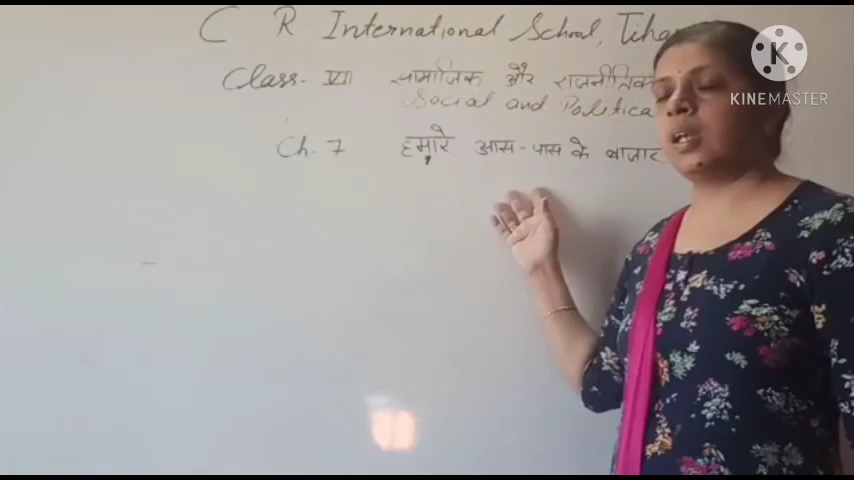 C R International School, Tihar
Class- VII सामाजिक और राजनीतिक
Social and Politica
Ch. 7 हमारे आस-पास के बाजार
K
KINEMASTER